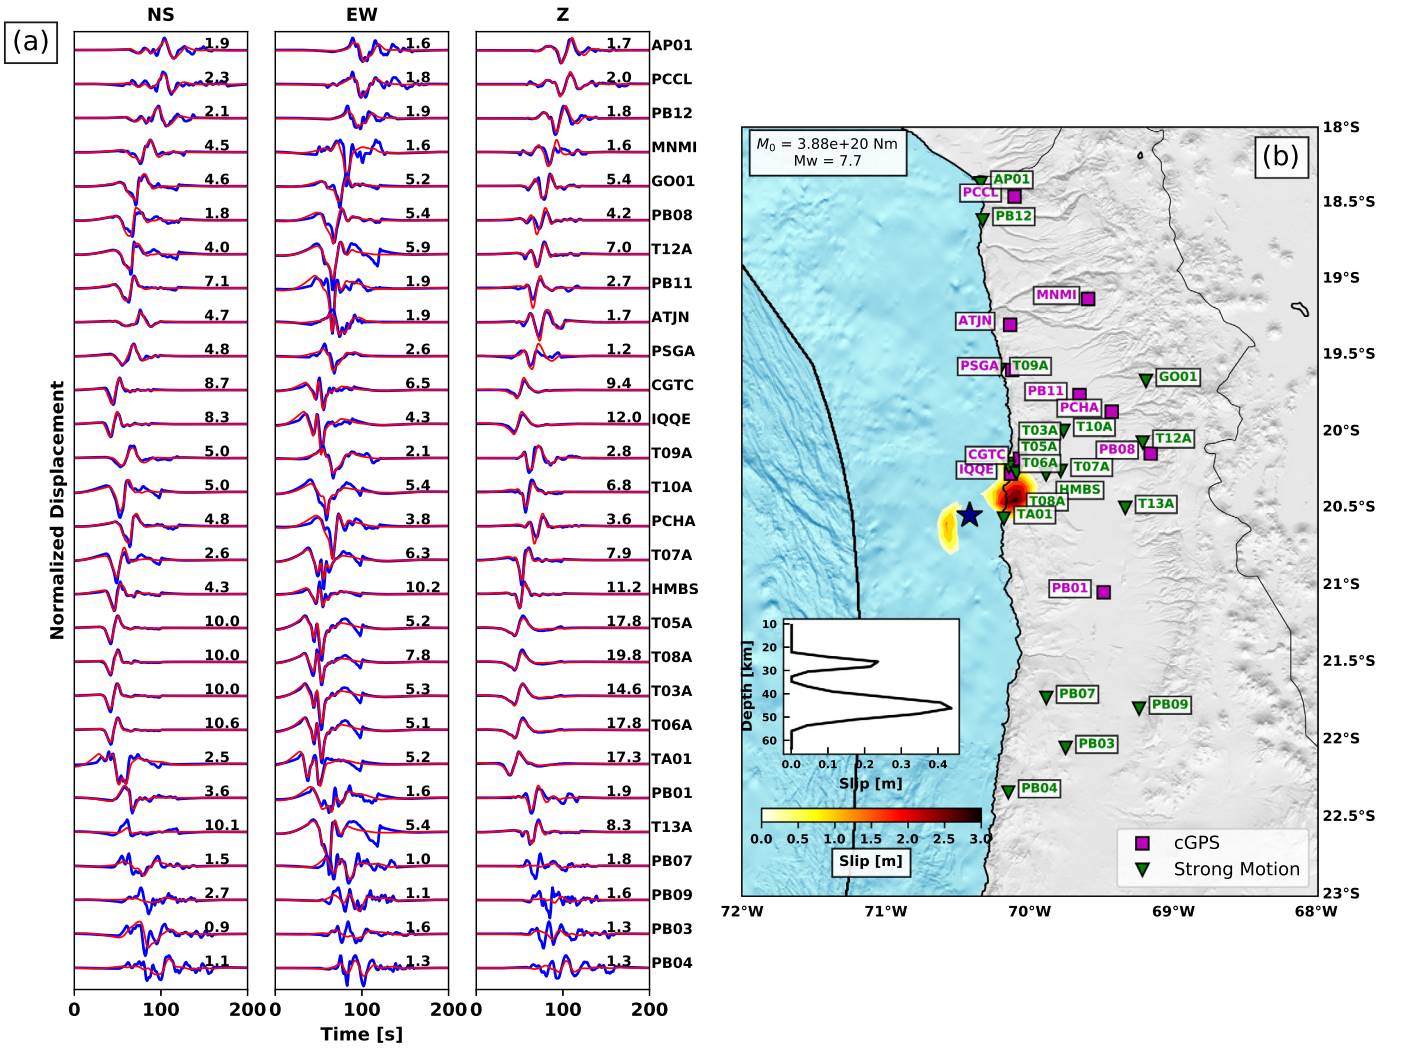 (a)
NS EW Z
1.9 1.6 1.7 AP01
2.3 1.8 2.0 PCCL
2.1 1.9 1.8 PB12
4.5 1.6 1.6 MNMI
4.6 5.2 5.4 GO01
1.8 5.4 4.2 PB08
4.0 5.9 7.0 T12A
7.1 1.9 2.7 PB11
4.7 1.9 1.7 ATJN
4.8 2.6 1.2 PSGA
8.7 6.5 9.4 CGTC
8.3 4.3 12.0 IQQE
5.0 2.1 2.8 T09A
5.0 5.4 6.8 T10A
4.8 3.8 3.6 PCHA
2.6 6.3 7.9 T07A
4.3 10.2 11.2 HMBS
10.0 5.2 17.8 T05A
10.0 7.8 19.8 T08A
10.0 5.3 14.6 T03A
10.6 5.1 17.8 T06A
2.5 5.2 17.3 TA01
3.6 1.6 1.9 PB01
10.1 5.4 8.3 T13A
1.5 1.0 1.8 PB07
2.7 1.1 1.6 PB09
0.9 1.6 1.3 PB03
1.1 1.3 1.3 PB04
0 100 200 0 100 200 0 100 200
Time [s]
Normalized Displacement
(b)
M0 = 3.88e+20 Nm
Mw = 7.7
AP01
PCCL
PB12
MNMI
ATJN
PSGA T09A
GO01
PB11
PCHA
T03A T10A
T05A
T12A
CGTC
PB08
T06A
IQQE
T07A
HMBS
T08A
T13A
TA01
PB01
PB07
PB09
PB03
PB04
18°S
18.5°S
19°S
19.5°S
20°S
20.5°S
21°S
21.5°S
22°S
22.5°S
23°S
72°W 71°W 70°W 69°W 68°W
Depth [km]
10
20
30
40
50
60
0.0 0.1 0.2 0.3 0.4
Slip [m]
0.0 0.5 1.0 1.5 2.0 2.5 3.0
Slip [m]
cGPS
Strong Motion